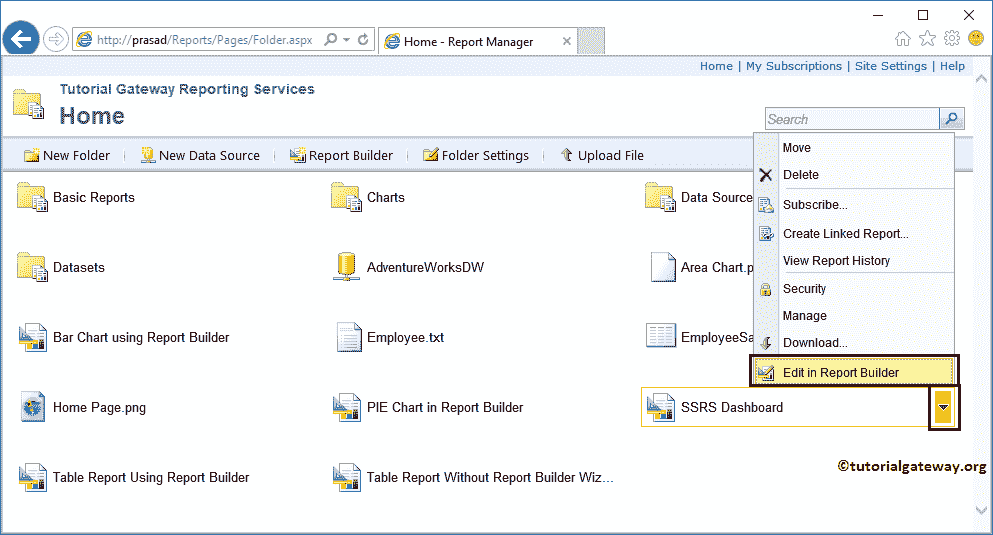 http://prasad/Reports/Pages/Folder.aspx
Home - Report Manager
Home | My Subscriptions | Site Settings | Help
Tutorial Gateway Reporting Services
Home
Search
New Folder
New Data Source
Report Builder
Folder Settings
Upload File
Move
Delete
Subscribe...
Create Linked Report...
View Report History
Security
Manage
Download...
Edit in Report Builder
Basic Reports
Charts
Data Source
Datasets
AdventureWorksDW
Area Chart.p
Bar Chart using Report Builder
Employee.txt
EmployeeSa
Home Page.png
PIE Chart in Report Builder
SSRS Dashboard
Table Report Using Report Builder
Table Report Without Report Builder Wiz...
©tutorialgateway.org